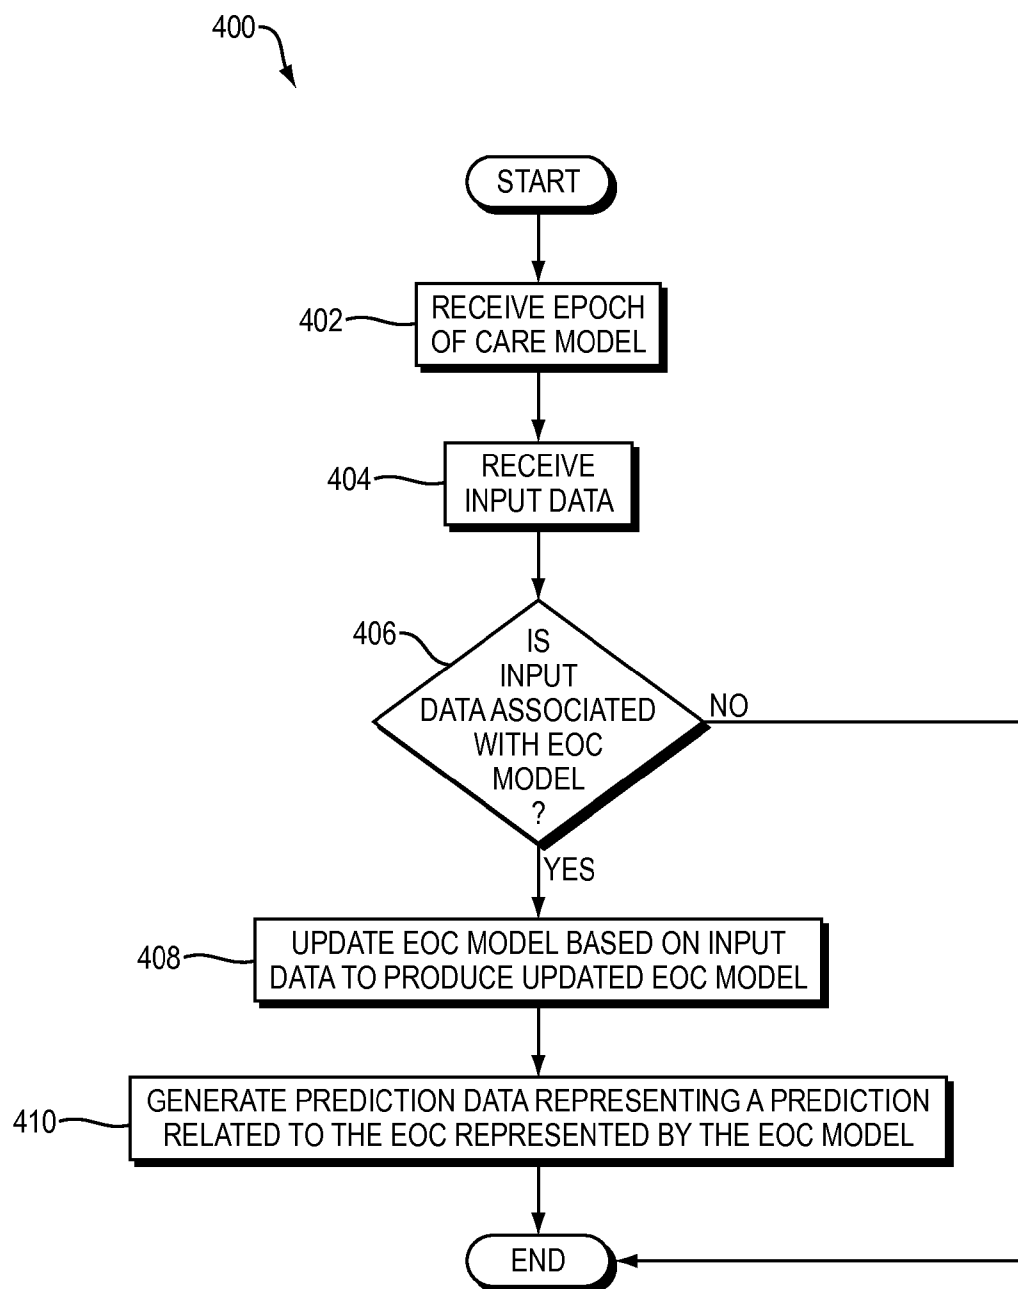 400
START
402
RECEIVE EPOCH
OF CARE MODEL
404
RECEIVE
INPUT DATA
406
IS
INPUT
DATA ASSOCIATED
WITH EOC
MODEL
?
NO
YES
408
UPDATE EOC MODEL BASED ON INPUT
DATA TO PRODUCE UPDATED EOC MODEL
410
GENERATE PREDICTION DATA REPRESENTING A PREDICTION
RELATED TO THE EOC REPRESENTED BY THE EOC MODEL
END